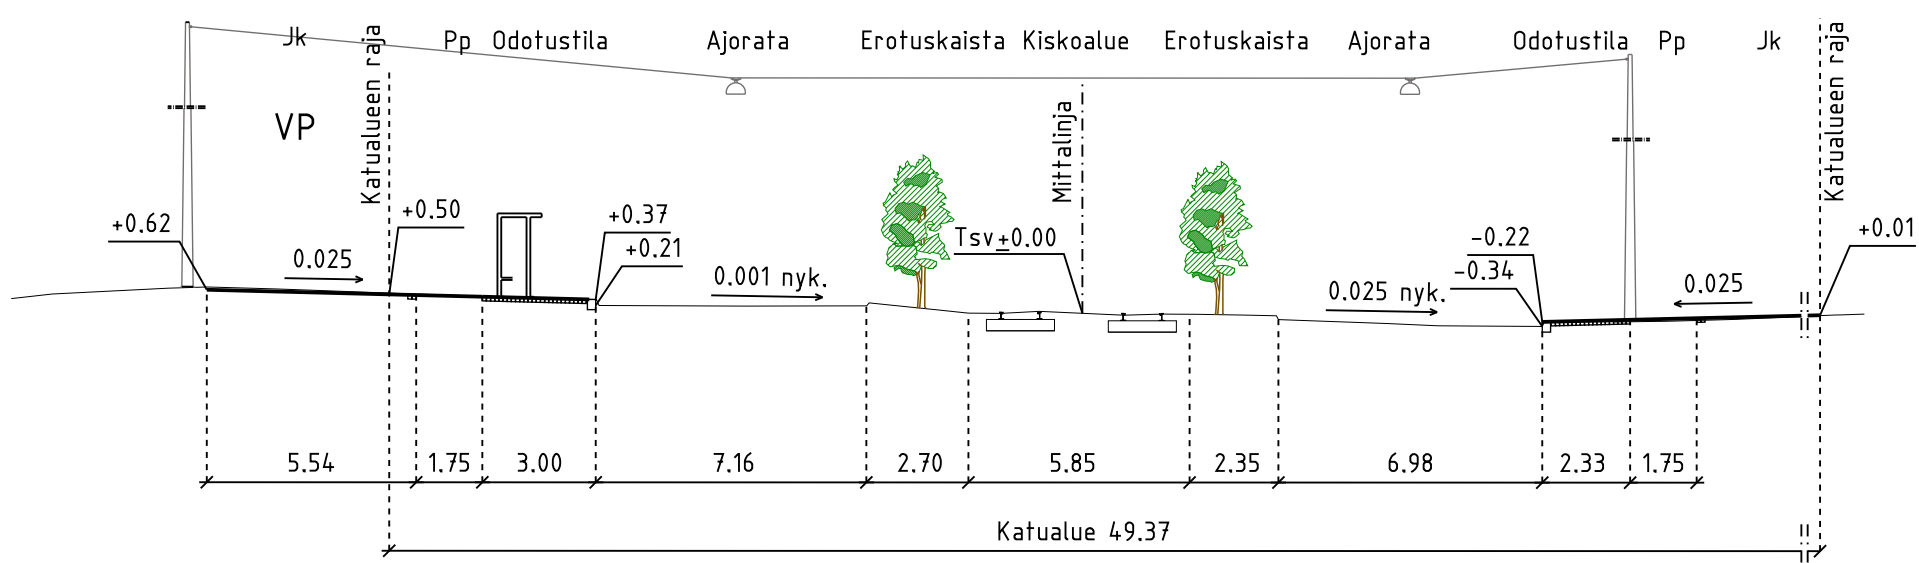 Jk
Pp
Odotustila
Ajorata
Erotuskaista
Kiskoalue
Erotuskaista
Ajorata
Odotustila
Pp
Jk
Katualueen raja
VP
Mittalinja
Katualueen raja
+0.62
+0.50
+0.37
+0.21
Tsv±0.00
-0.22
-0.34
+0.01
0.025
0.001 nyk.
0.025 nyk.
0.025
5.54
1.75
3.00
7.16
2.70
5.85
2.35
6.98
2.33
1.75
Katualue 49.37